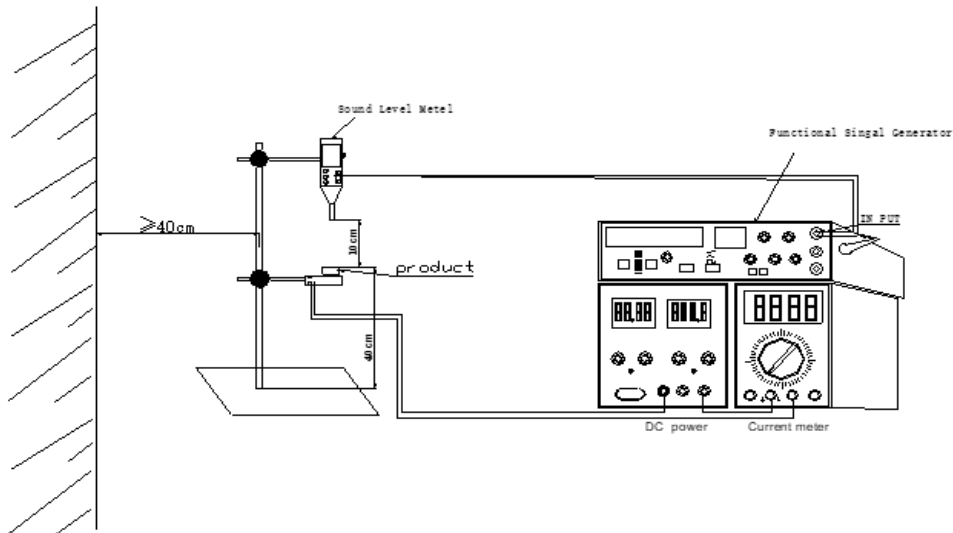 Sound Level Metel
Functional Singal Generator
≥40cm
IN PUT
10cm
product
40cm
88.88
888.8
8888
DC power
Current meter